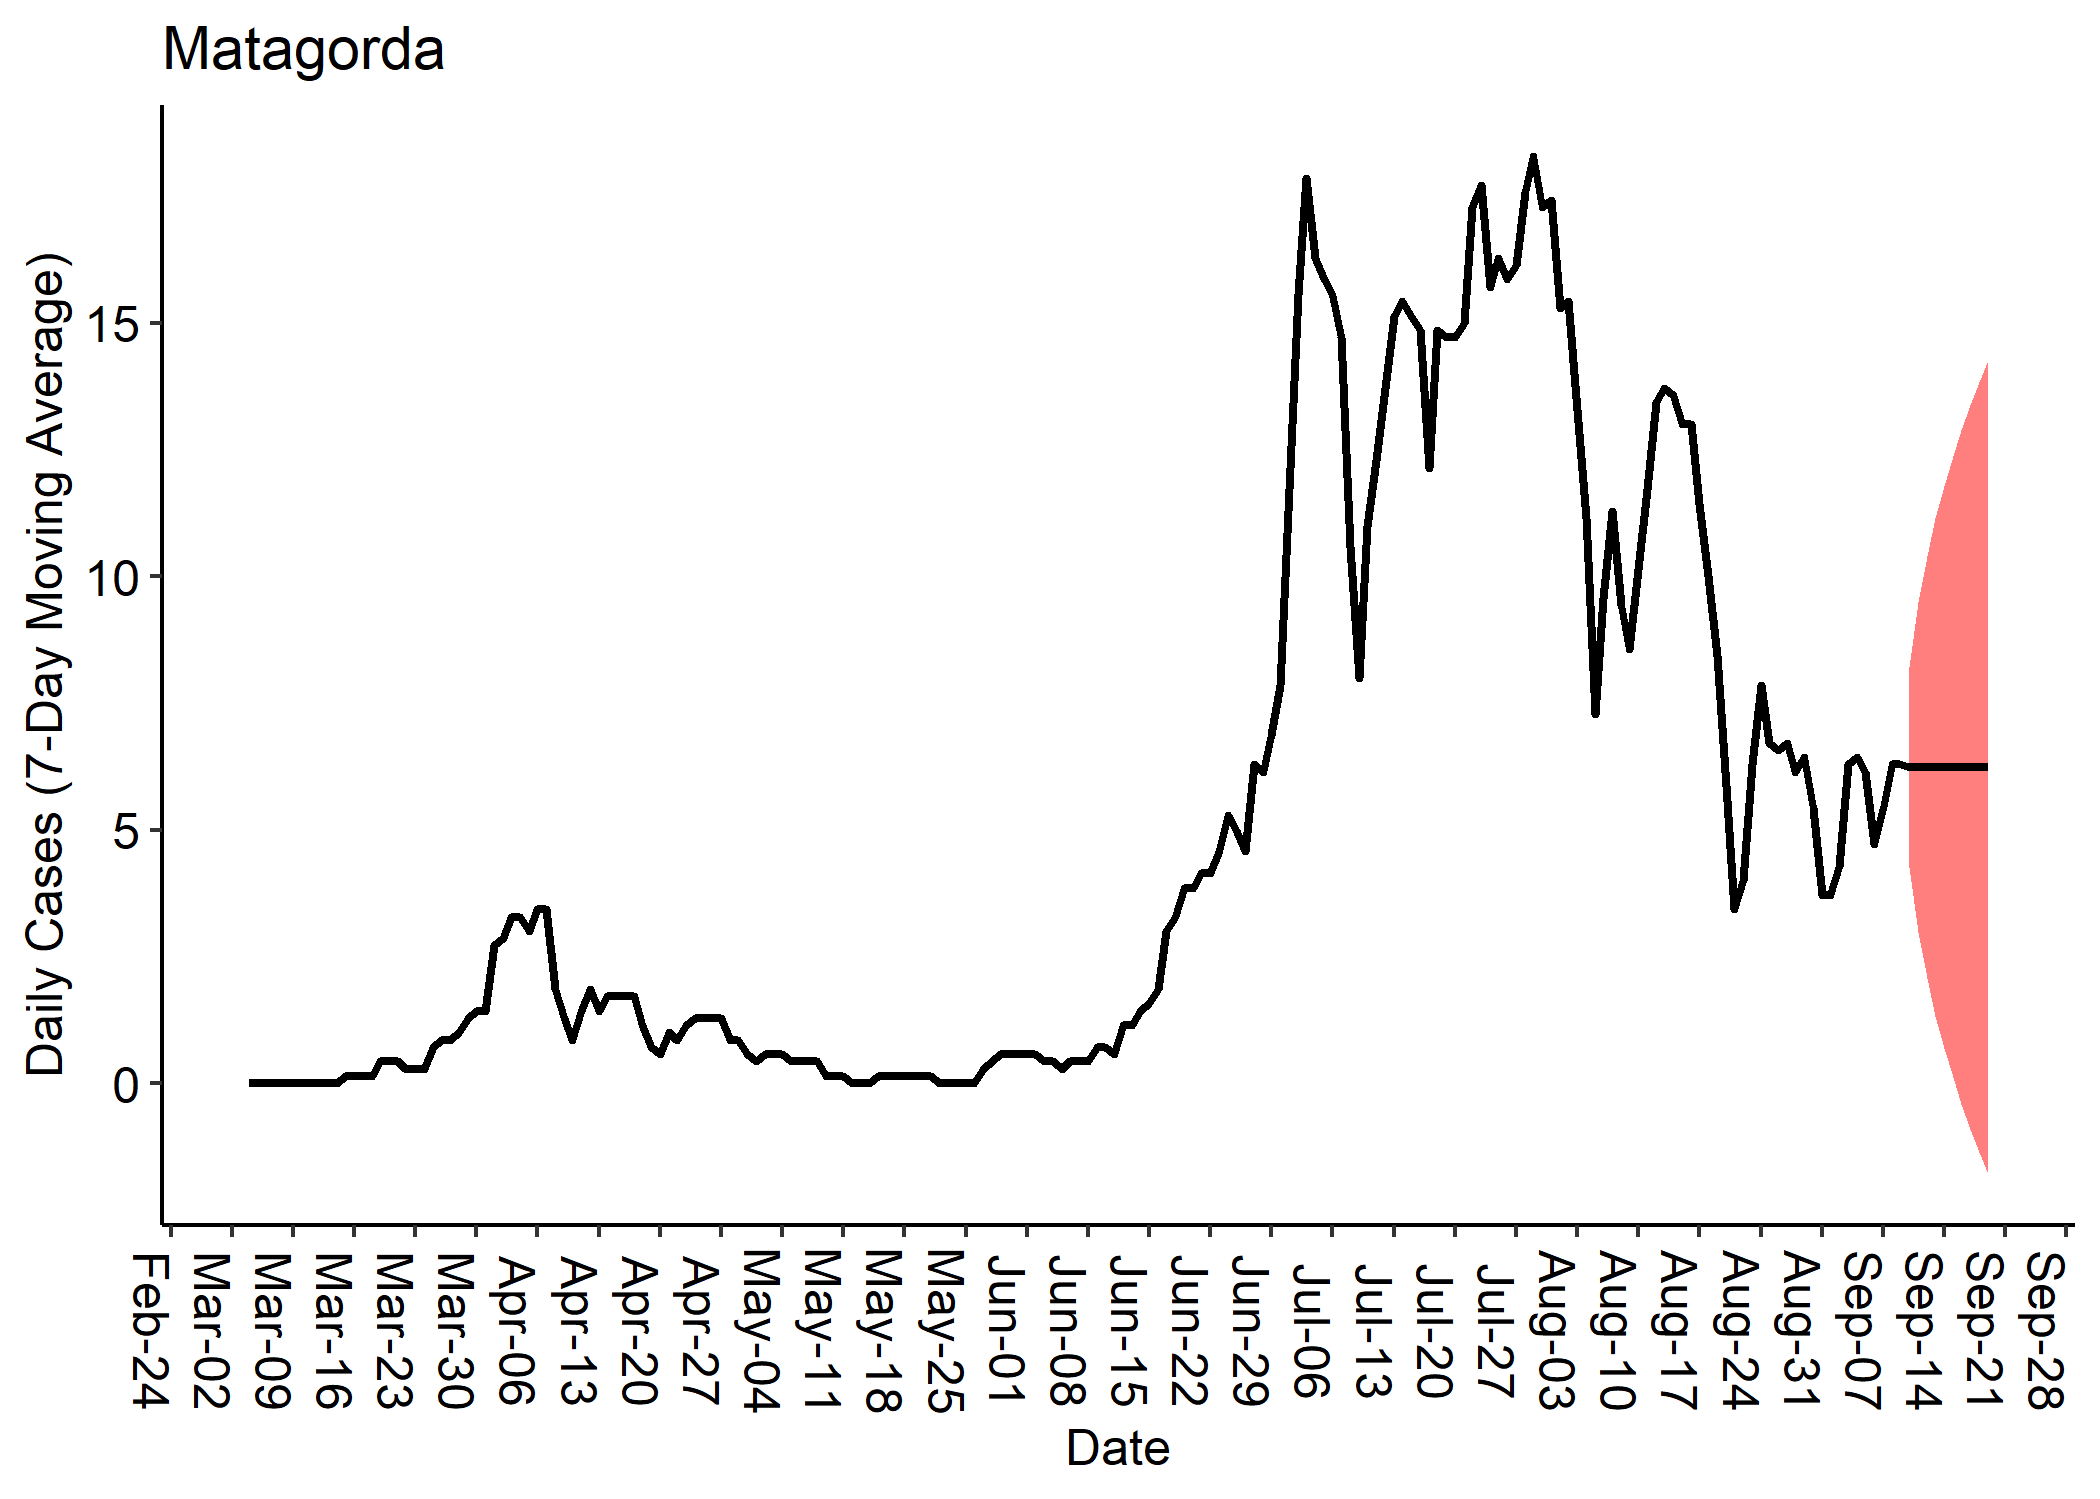 Matagorda
Daily Cases (7-Day Moving Average)
15
10
5
0
Feb-24
Mar-02
Mar-09
Mar-16
Mar-23
Mar-30
Apr-06
Apr-13
Apr-20
Apr-27
May-04
May-11
May-18
May-25
Jun-01
Jun-08
Jun-15
Jun-22
Jun-29
Jul-06
Jul-13
Jul-20
Jul-27
Aug-03
Aug-10
Aug-17
Aug-24
Aug-31
Sep-07
Sep-14
Sep-21
Sep-28
Date